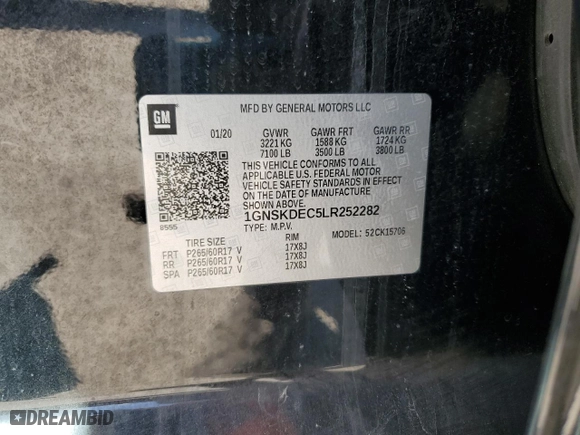 MFD BY GENERAL MOTORS LLC
GM
01/20 GVWR GAWR FRT GAWR RR
3221 KG 1588 KG 1724 KG
7100 LB 3500 LB 3800 LB
THIS VEHICLE CONFORMS TO ALL
APPLICABLE U.S. FEDERAL MOTOR
VEHICLE SAFETY STANDARDS IN EFFECT
ON THE DATE OF MANUFACTURE
SHOWN ABOVE.
1GNSKDEC5LR252282
8555 TYPE: M.P.V. MODEL: 52CK15706
TIRE SIZE RIM
FRT P265/60R17 V 17X8J
RR P265/60R17 V 17X8J
SPA P265/60R17 V 17X8J
DREAMBID